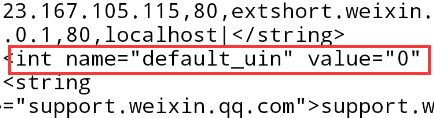 23.167.105.115,80,extshort.weixin.
.0.1,80,localhost|</string>
<int name="default_uin" value="0"
<string
="support.weixin.qq.com">support.w